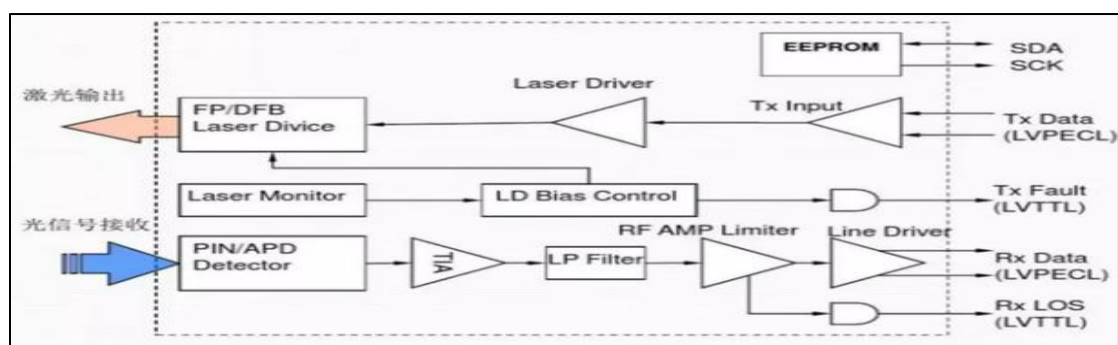 EEPROM
SDA
SCK
激光输出
Laser Driver
FP/DFB
Laser Divice
Tx Input
Tx Data
(LVPECL)
Laser Monitor
LD Bias Control
Tx Fault
(LVTTL)
光信号接收
RF AMP Limiter
Line Driver
PIN/APD
Detector
TIA
LP Filter
Rx Data
(LVPECL)
Rx LOS
(LVTTL)